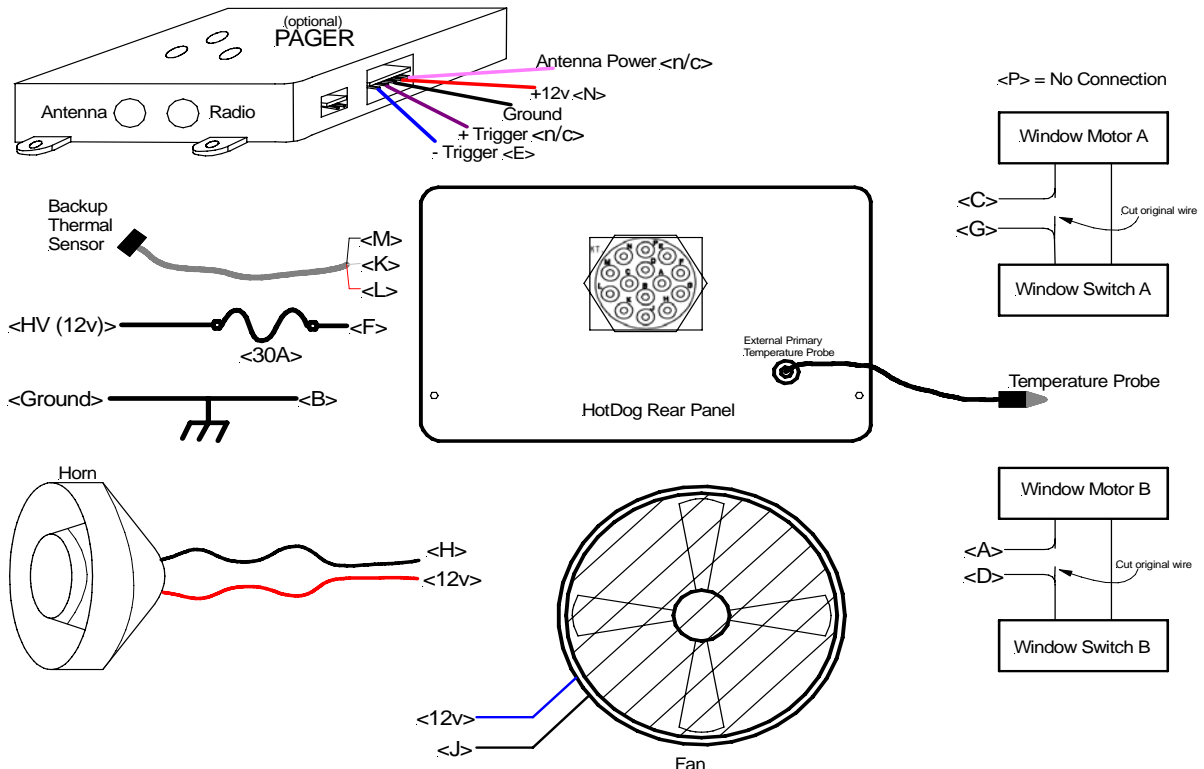 (optional)
PAGER
Antenna
Radio
Antenna Power <n/c>
+12v <N>
Ground
+ Trigger <n/c>
- Trigger <E>
<P> = No Connection
Window Motor A
<C>
<G>
Cut original wire
Window Switch A
Backup
Thermal
Sensor
<M>
<K>
<L>
<HV (12v)>
<F>
<30A>
<Ground>
<B>
External Primary
Temperature Probe
HotDog Rear Panel
Temperature Probe
Horn
<H>
<12v>
<12v>
<J>
Fan
Window Motor B
<A>
<D>
Cut original wire
Window Switch B